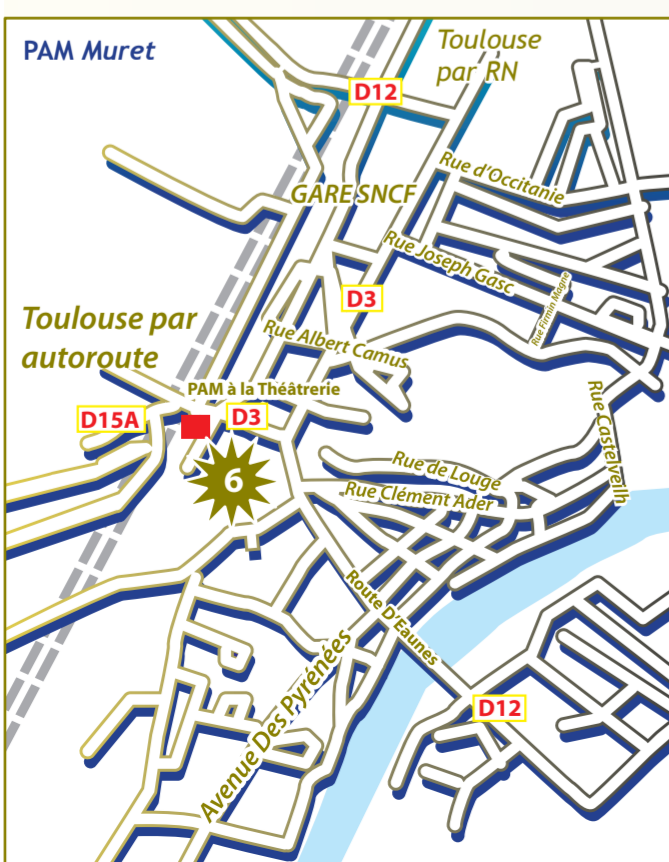 PAM Muret
Toulouse
par RN
D12
Rue d'Occitanie
GARE SNCF
Rue Joseph Gasc
Rue Firmin Magne
D3
Toulouse par
autoroute
Rue Albert Camus
PAM à la Théâtrerie
D15A
D3
Rue Castelveilh
6
Rue de Louge
Rue Clément Ader
Route D'Eaunes
Avenue Des Pyrénées
D12